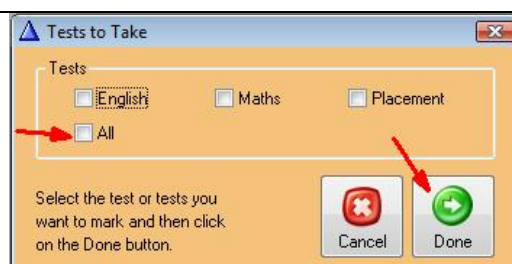 Tests to Take
Tests
English Maths Placement
All
Select the test or tests you
want to mark and then click
on the Done button.
Cancel Done